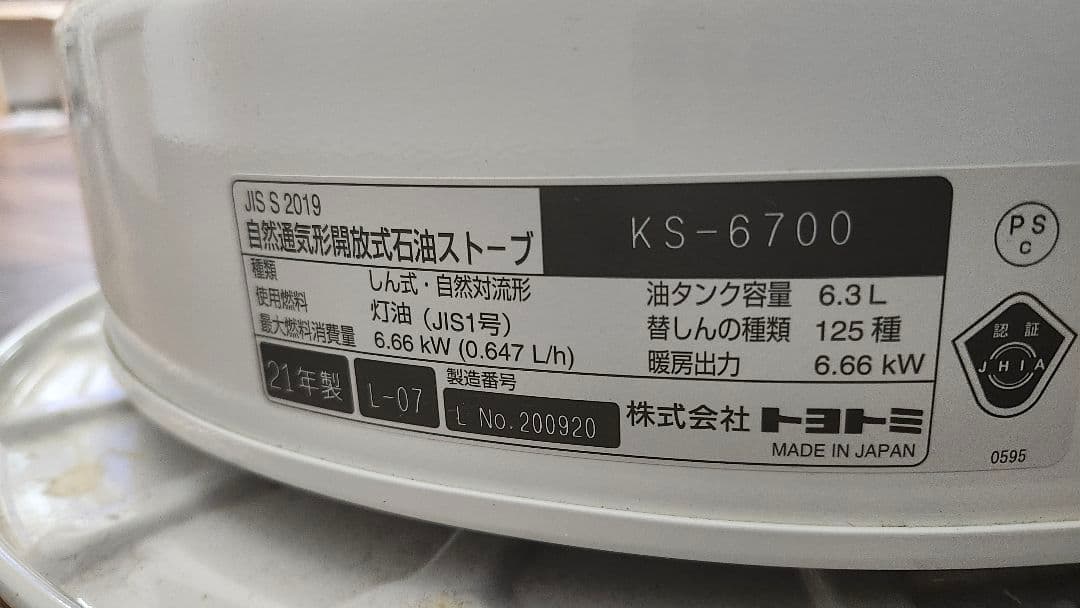 JIS S 2019
自然通気形開放式石油ストーブ
KS-6700
種類 しん式・自然対流形
使用燃料 灯油（JIS1号）
最大燃料消費量 6.66 kW (0.647 L/h)
油タンク容量 6.3 L
替しんの種類 125 種
暖房出力 6.66 kW
21年製 L-07
製造番号
L No.200920
株式会社 トヨトミ
MADE IN JAPAN
PS
C
認証
JHIA
0595